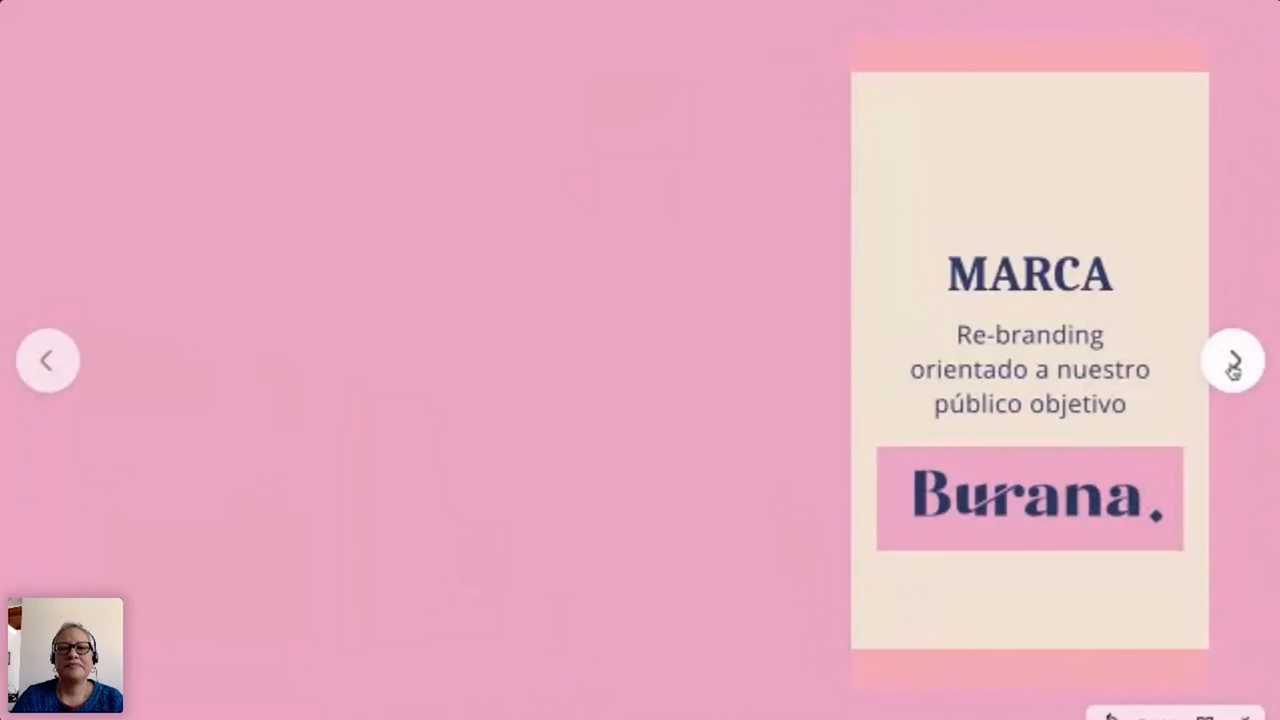 MARCA
Re-branding
orientado a nuestro
público objetivo
Burana.